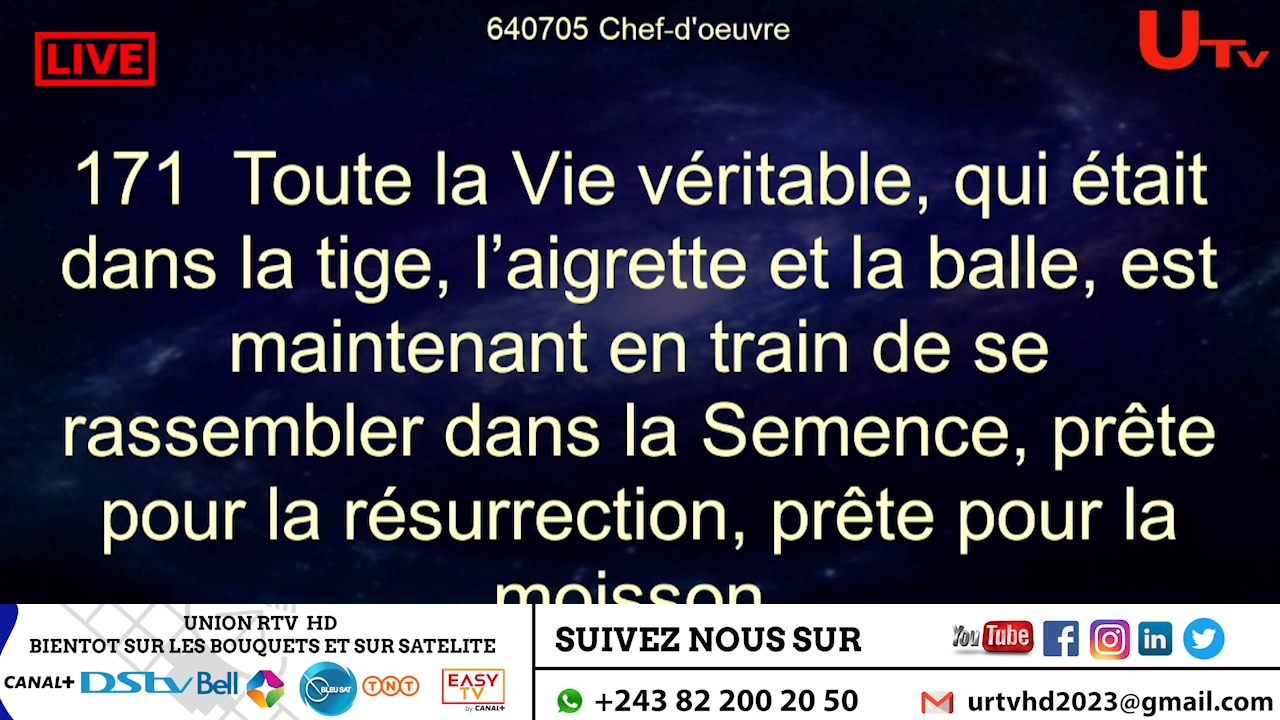 640705 Chef-d'oeuvre
LIVE
UTv
171 Toute la Vie véritable, qui était
dans la tige, l’aigrette et la balle, est
maintenant en train de se
rassembler dans la Semence, prête
pour la résurrection, prête pour la
moisson
UNION RTV HD
BIENTOT SUR LES BOUQUETS ET SUR SATELITE
CANAL+ DStv Bell BLEU SAT TNT EASY TV by CANAL+
SUIVEZ NOUS SUR YouTube
+243 82 200 20 50 urtvhd2023@gmail.com